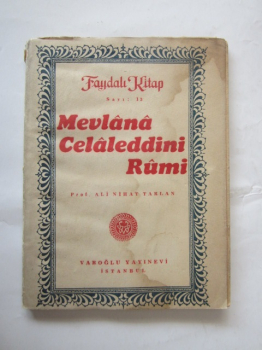 Faydalı Kitap
Sayı: 12
Mevlânâ
Celâleddini
Rûmi
Prof. ALİ NİHAT TARLAN
VAROĞLU YAYINEVİ
İSTANBUL